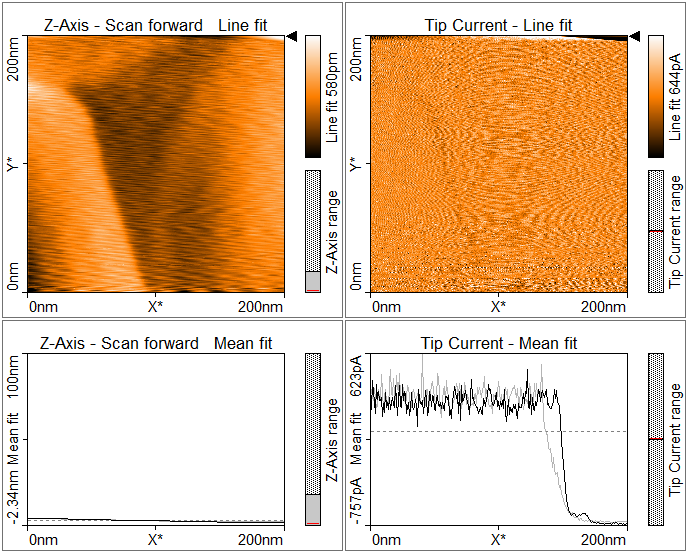 Z-Axis - Scan forward Line fit
200nm
Y*
0nm
0nm
X*
200nm
Line fit 580pm
Z-Axis range
Tip Current - Line fit
200nm
Y*
0nm
0nm
X*
200nm
Line fit 644pA
Tip Current range
Z-Axis - Scan forward Mean fit
100nm
Mean fit
-2.34nm
0nm
X*
200nm
Z-Axis range
Tip Current - Mean fit
623pA
Mean fit
-757pA
0nm
X*
200nm
Tip Current range